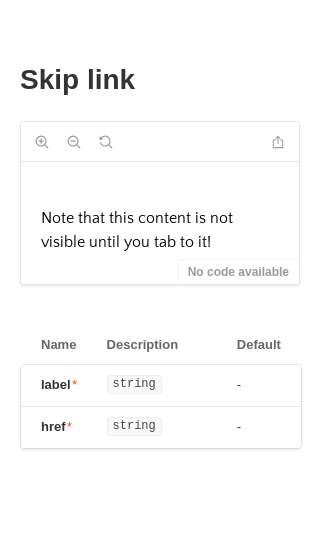 Skip link
Note that this content is not
visible until you tab to it!
No code available
Name Description Default
label* string -
href* string -